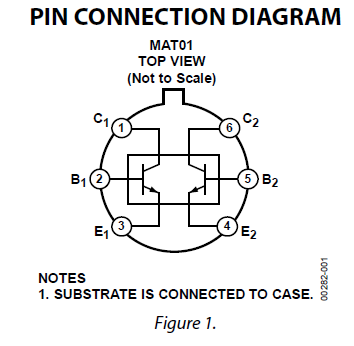 PIN CONNECTION DIAGRAM
MAT01
TOP VIEW
(Not to Scale)
C1 1 6 C2
B1 2 5 B2
E1 3 4 E2
NOTES
1. SUBSTRATE IS CONNECTED TO CASE.
00282-001
Figure 1.